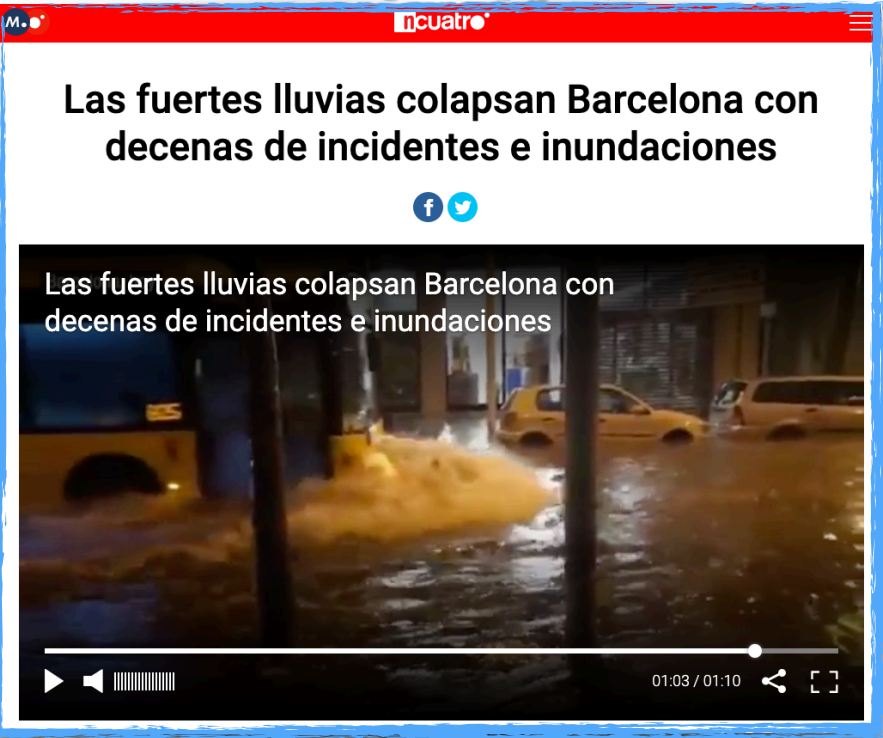 M.
ncuatro
Las fuertes lluvias colapsan Barcelona con
decenas de incidentes e inundaciones
f
Las fuertes lluvias colapsan Barcelona con
decenas de incidentes e inundaciones
01:03 / 01:10